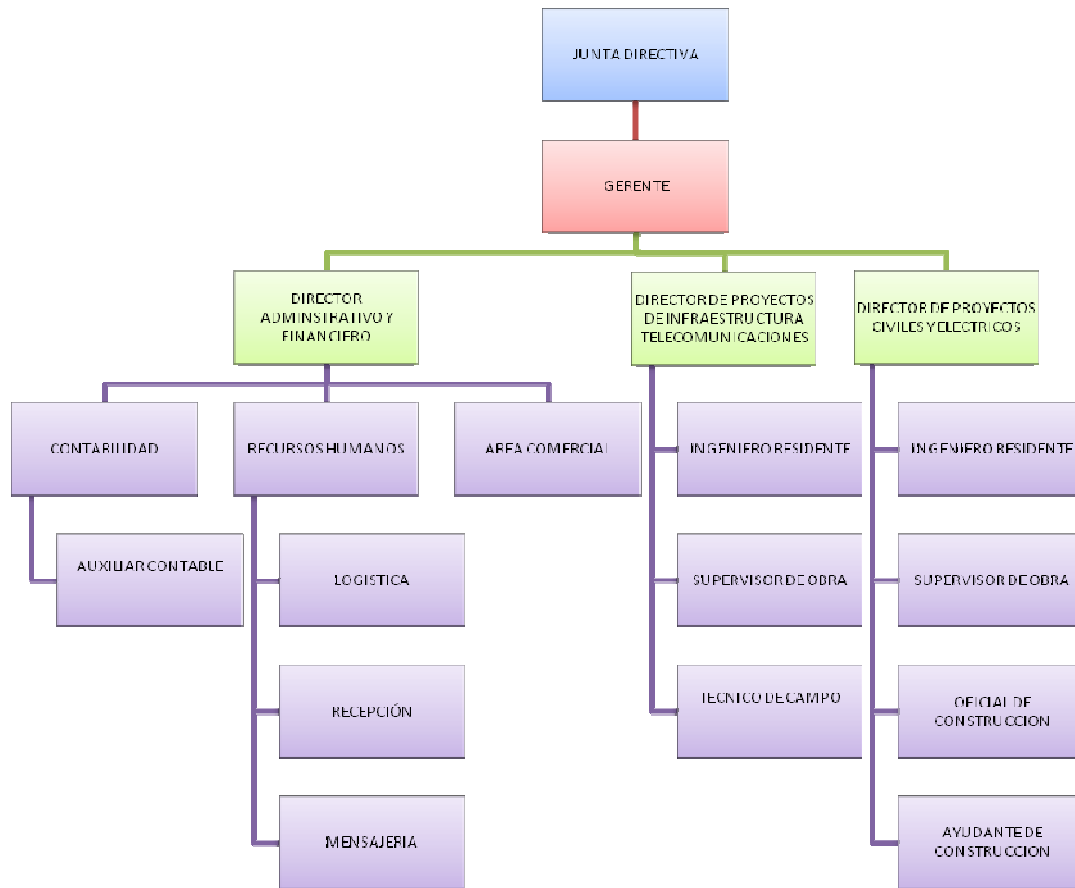 JUNTA DIRECTIVA
GERENTE
DIRECTOR
ADMINSTRATIVO Y
FINANCIERO
DIRECTOR DE PROYECTOS
DE INFRAESTRUCTURA
TELECOMUNICACIONES
DIRECTOR DE PROYECTOS
CIVILES Y ELECTRICOS
CONTABILIDAD
RECURSOS HUMANOS
AREA COMERCIAL
INGENIERO RESIDENTE
INGENIERO RESIDENTE
AUXILIAR CONTABLE
LOGISTICA
SUPERVISOR DE OBRA
SUPERVISOR DE OBRA
RECEPCIÓN
TECNICO DE CAMPO
OFICIAL DE
CONSTRUCCION
MENSAJERIA
AYUDANTE DE
CONSTRUCCION